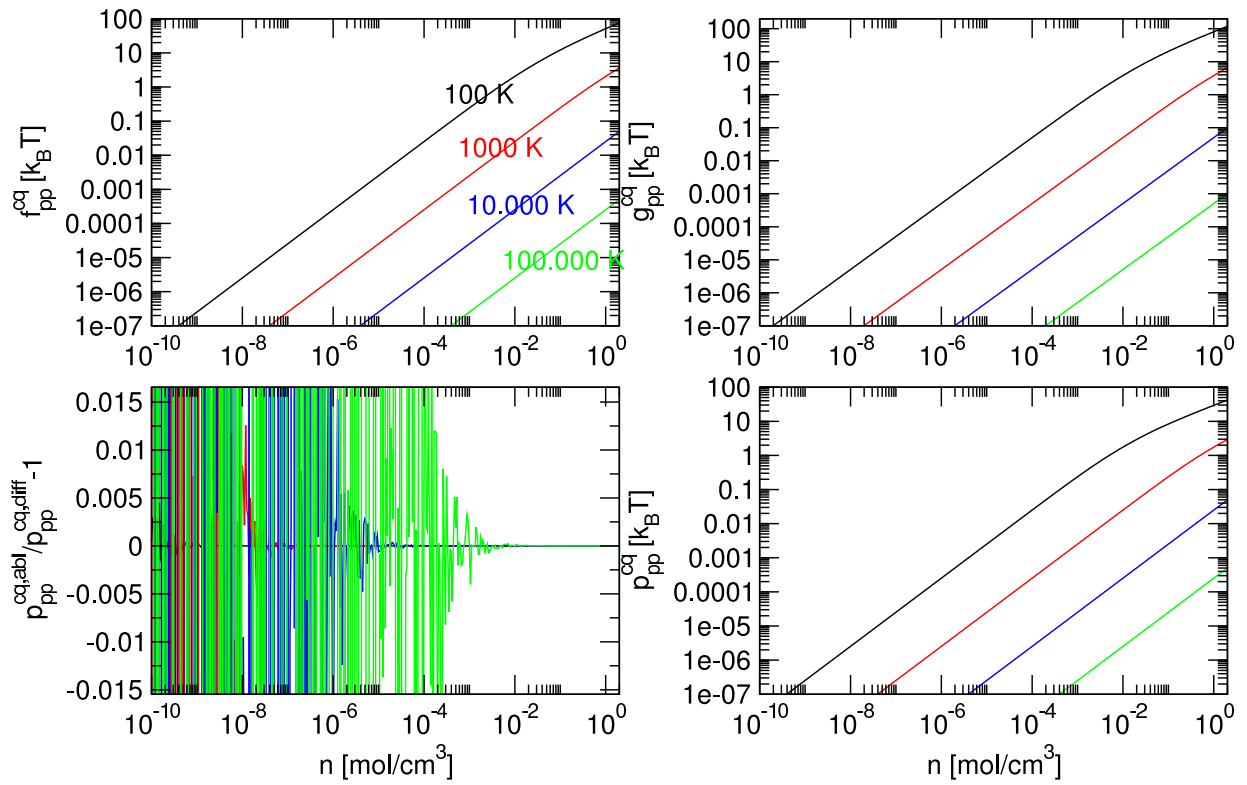 100
10
1
0.1
0.01
0.001
0.0001
1e-05
1e-06
1e-07
f_pp^cq [k_B T]
100 K
1000 K
10.000 K
100.000 K
10^-10 10^-8 10^-6 10^-4 10^-2 10^0
100
10
1
0.1
0.01
0.001
0.0001
1e-05
1e-06
1e-07
g_pp^cq [k_B T]
10^-10 10^-8 10^-6 10^-4 10^-2 10^0
0.015
0.01
0.005
0
-0.005
-0.01
-0.015
p_pp^cq,abl/p_pp^cq,diff-1
10^-10 10^-8 10^-6 10^-4 10^-2 10^0
n [mol/cm^3]
100
10
1
0.1
0.01
0.001
0.0001
1e-05
1e-06
1e-07
p_pp^cq [k_B T]
10^-10 10^-8 10^-6 10^-4 10^-2 10^0
n [mol/cm^3]